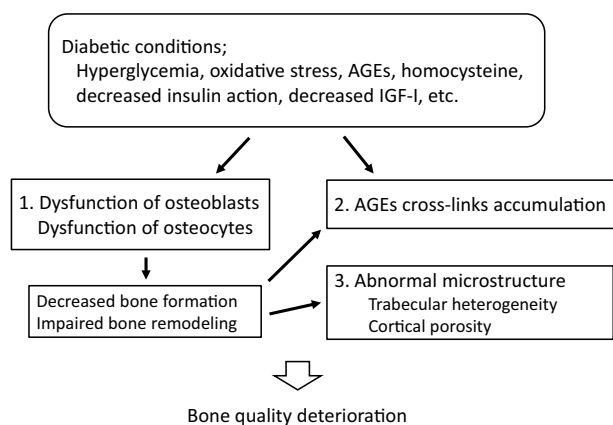 Diabetic conditions;
Hyperglycemia, oxidative stress, AGEs, homocysteine,
decreased insulin action, decreased IGF-I, etc.
1. Dysfunction of osteoblasts
Dysfunction of osteocytes
2. AGEs cross-links accumulation
Decreased bone formation
Impaired bone remodeling
3. Abnormal microstructure
Trabecular heterogeneity
Cortical porosity
Bone quality deterioration